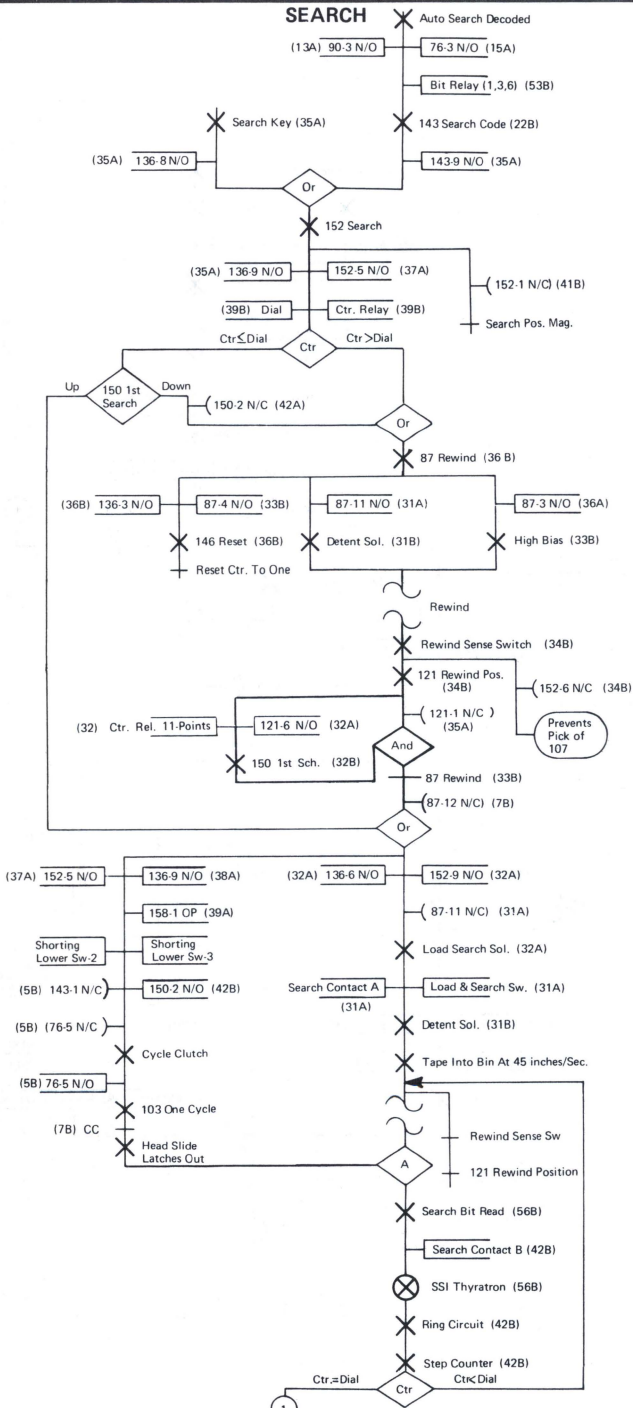 SEARCH
Auto Search Decoded
(13A) 90-3 N/O 76-3 N/O (15A)
Bit Relay (1,3,6) (53B)
Search Key (35A) 143 Search Code (22B)
(35A) 136-8 N/O 143-9 N/O (35A)
Or
152 Search
(35A) 136-9 N/O 152-5 N/O (37A)
(152-1 N/C) (41B)
(39B) Dial Ctr. Relay (39B)
Search Pos. Mag.
Ctr≤Dial Ctr Ctr>Dial
Up 150 1st Search Down
(150-2 N/C (42A)
Or
87 Rewind (36 B)
(36B) 136-3 N/O 87-4 N/O (33B) 87-11 N/O (31A) 87-3 N/O (36A)
146 Reset (36B) Detent Sol. (31B) High Bias (33B)
Reset Ctr. To One
Rewind
Rewind Sense Switch (34B)
121 Rewind Pos.
(34B)
(152-6 N/C (34B)
(121-1 N/C )
(35A)
(32) Ctr. Rel. 11-Points 121-6 N/O (32A)
Prevents
Pick of
107
And
150 1st Sch. (32B)
87 Rewind (33B)
(87-12 N/C) (7B)
Or
(37A) 152-5 N/O 136-9 N/O (38A) (32A) 136-6 N/O 152-9 N/O (32A)
158-1 OP (39A) ( 87-11 N/C) (31A)
Shorting
Lower Sw-2
Shorting
Lower Sw-3
Load Search Sol. (32A)
(5B) 143-1 N/C) 150-2 N/O (42B) Search Contact A
(31A)
Load & Search Sw. (31A)
(5B) (76-5 N/C ) Detent Sol. (31B)
Cycle Clutch Tape Into Bin At 45 inches/Sec.
(5B) 76-5 N/O
103 One Cycle
(7B) CC Rewind Sense Sw
Head Slide
Latches Out
A 121 Rewind Position
Search Bit Read (56B)
Search Contact B (42B)
SSI Thyratron (56B)
Ring Circuit (42B)
Step Counter (42B)
Ctr.=Dial Ctr Ctr<Dial
1